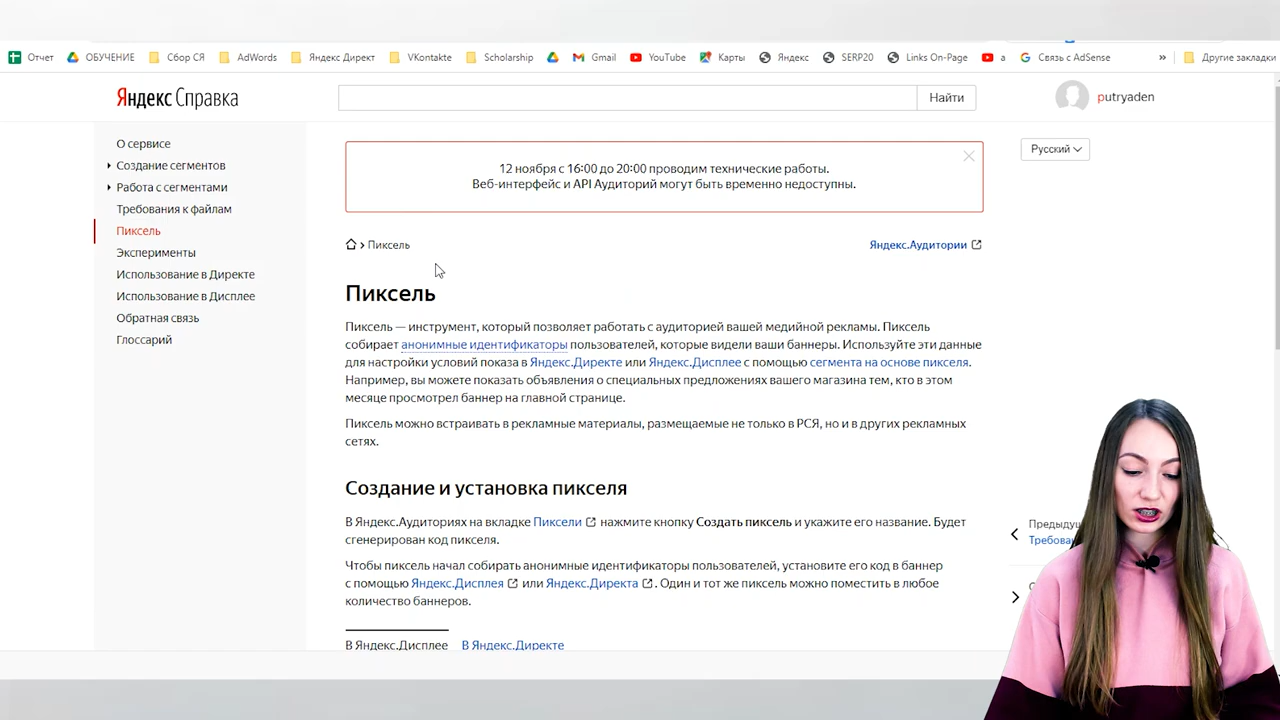 Отчет ОБУЧЕНИЕ Сбор СЯ AdWords Яндекс Директ VKontakte Scholarship Gmail YouTube Карты Яндекс SERP20 Links On-Page а Связь с AdSense » Другие закладки
Яндекс Справка
Найти
putryaden
О сервисе
Создание сегментов
Работа с сегментами
Требования к файлам
Пиксель
Эксперименты
Использование в Директе
Использование в Дисплее
Обратная связь
Глоссарий
12 ноября с 16:00 до 20:00 проводим технические работы.
Веб-интерфейс и API Аудиторий могут быть временно недоступны.
Русский
Пиксель
Яндекс.Аудитории
Пиксель
Пиксель — инструмент, который позволяет работать с аудиторией вашей медийной рекламы. Пиксель
собирает анонимные идентификаторы пользователей, которые видели ваши баннеры. Используйте эти данные
для настройки условий показа в Яндекс.Директе или Яндекс.Дисплее с помощью сегмента на основе пикселя.
Например, вы можете показать объявления о специальных предложениях вашего магазина тем, кто в этом
месяце просмотрел баннер на главной странице.
Пиксель можно встраивать в рекламные материалы, размещаемые не только в РСЯ, но и в других рекламных
сетях.
Создание и установка пикселя
В Яндекс.Аудиториях на вкладке Пиксели нажмите кнопку Создать пиксель и укажите его название. Будет
сгенерирован код пикселя.
Чтобы пиксель начал собирать анонимные идентификаторы пользователей, установите его код в баннер
с помощью Яндекс.Дисплея или Яндекс.Директа. Один и тот же пиксель можно поместить в любое
количество баннеров.
В Яндекс.Дисплее В Яндекс.Директе